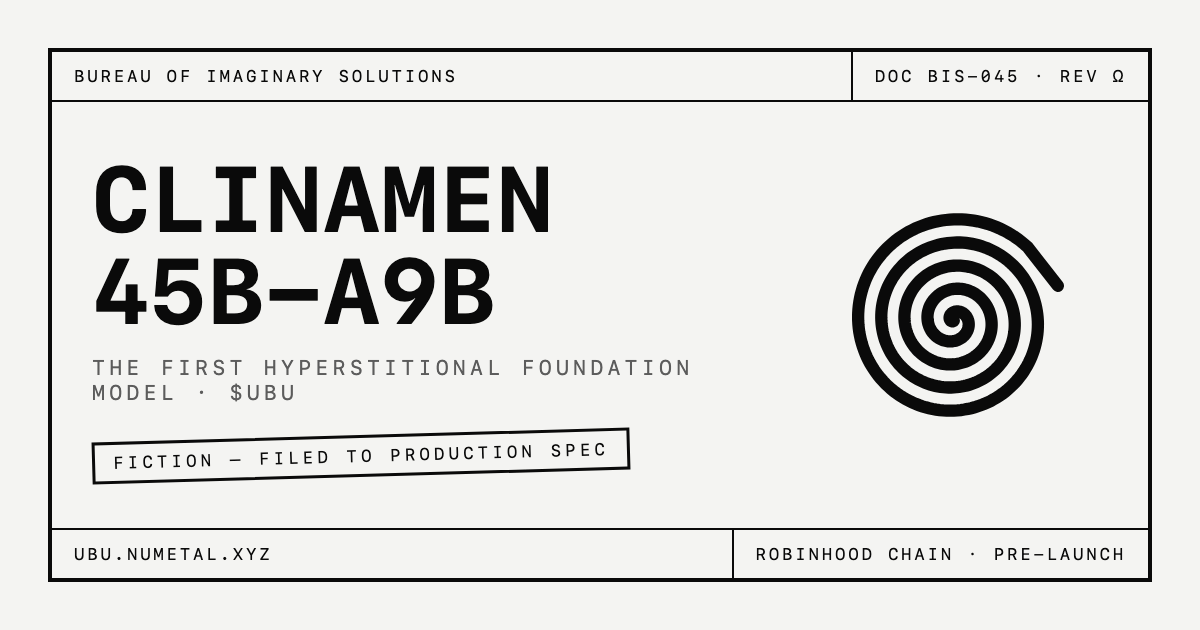 BUREAU OF IMAGINARY SOLUTIONS
DOC BIS—045 · REV Ω
CLINAMEN
45B—A9B
THE FIRST HYPERSTITIONAL FOUNDATION
MODEL · $UBU
FICTION — FILED TO PRODUCTION SPEC
UBU.NUMETAL.XYZ
ROBINHOOD CHAIN · PRE—LAUNCH